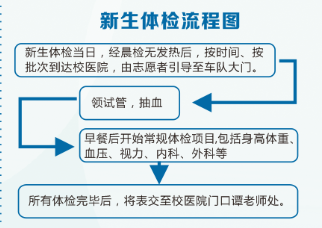 新生体检流程图
新生体检当日，经晨检无发热后，按时间、按
批次到达校医院，由志愿者引导至车队大门。
领试管，抽血
早餐后开始常规体检项目,包括身高体重、
血压、视力、内科、外科等
所有体检完毕后，将表交至校医院门口谭老师处。